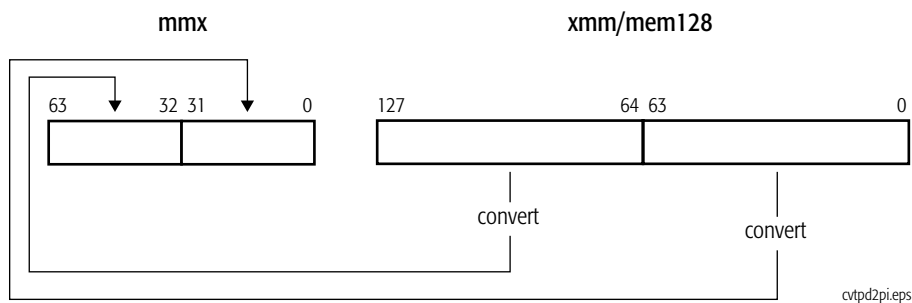 mmx xmm/mem128
63 32 31 0 127 64 63 0
convert
convert
cvtpd2pi.eps